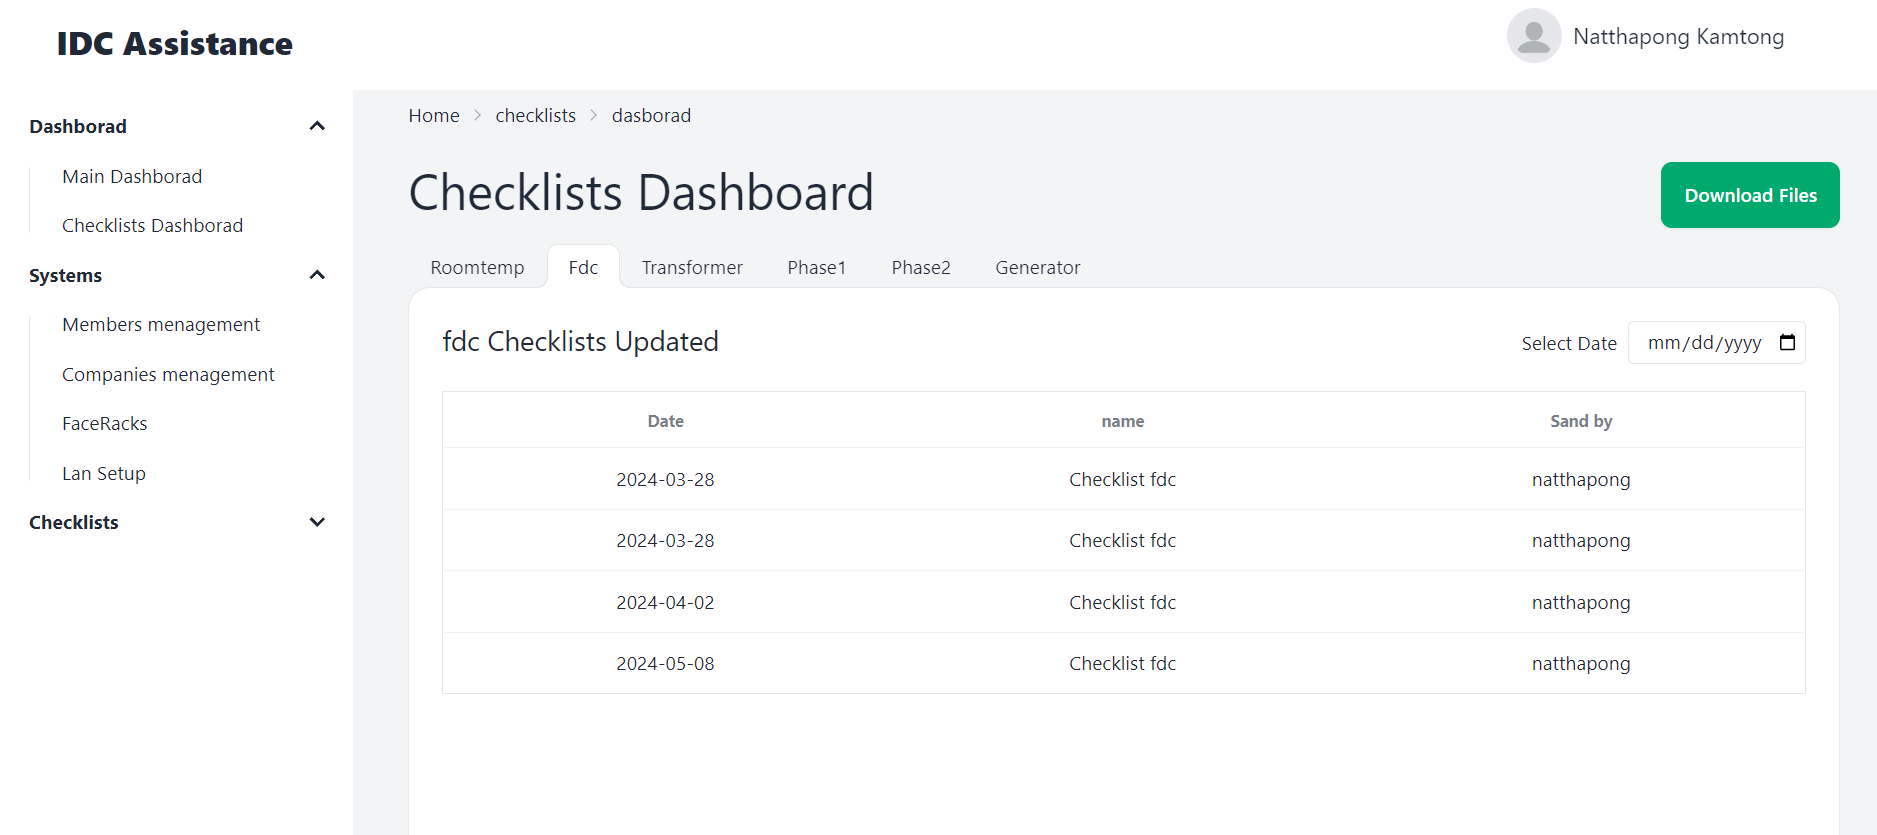 IDC Assistance
Natthapong Kamtong
Dashborad
Main Dashborad
Checklists Dashborad
Systems
Members menagement
Companies menagement
FaceRacks
Lan Setup
Checklists
Home > checklists > dasborad
Checklists Dashboard
Download Files
Roomtemp Fdc Transformer Phase1 Phase2 Generator
fdc Checklists Updated
Select Date mm/dd/yyyy
Date name Sand by
2024-03-28 Checklist fdc natthapong
2024-03-28 Checklist fdc natthapong
2024-04-02 Checklist fdc natthapong
2024-05-08 Checklist fdc natthapong